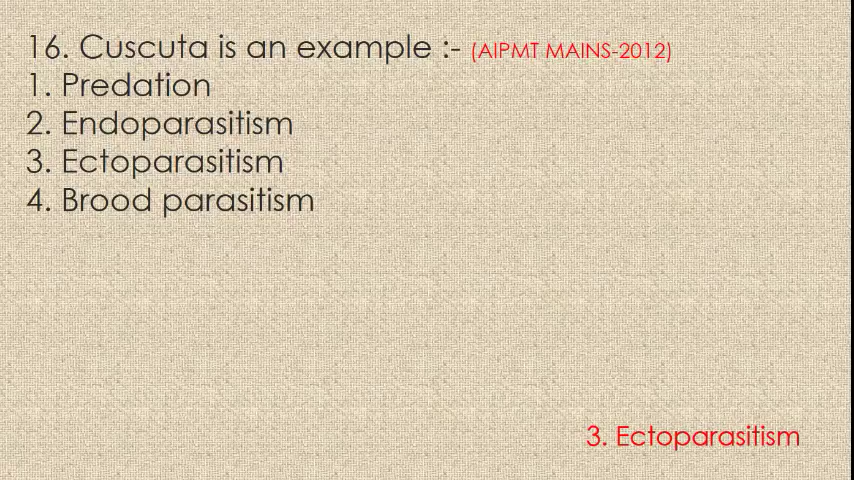 16. Cuscuta is an example :- (AIPMT MAINS-2012)
1. Predation
2. Endoparasitism
3. Ectoparasitism
4. Brood parasitism
3. Ectoparasitism